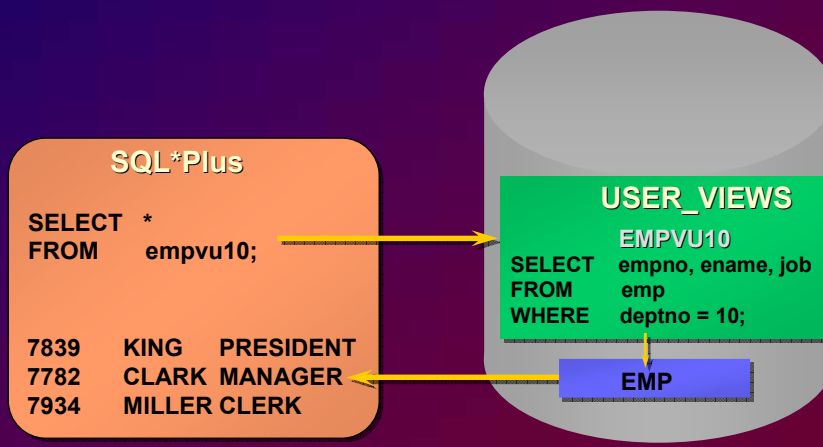 SQL*Plus
SELECT *
FROM empvu10;
7839 KING PRESIDENT
7782 CLARK MANAGER
7934 MILLER CLERK
USER_VIEWS
EMPVU10
SELECT empno, ename, job
FROM emp
WHERE deptno = 10;
EMP